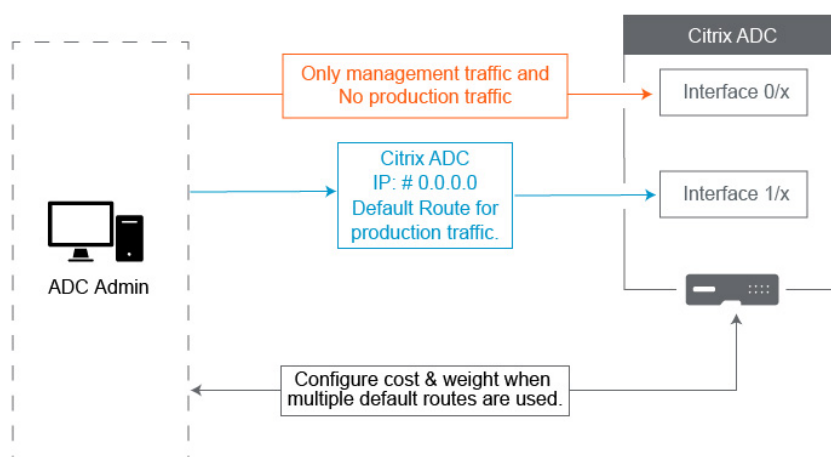 Citrix ADC
Only management traffic and
No production traffic
Interface 0/x
Citrix ADC
IP: # 0.0.0.0
Default Route for
production traffic.
Interface 1/x
ADC Admin
Configure cost & weight when
multiple default routes are used.